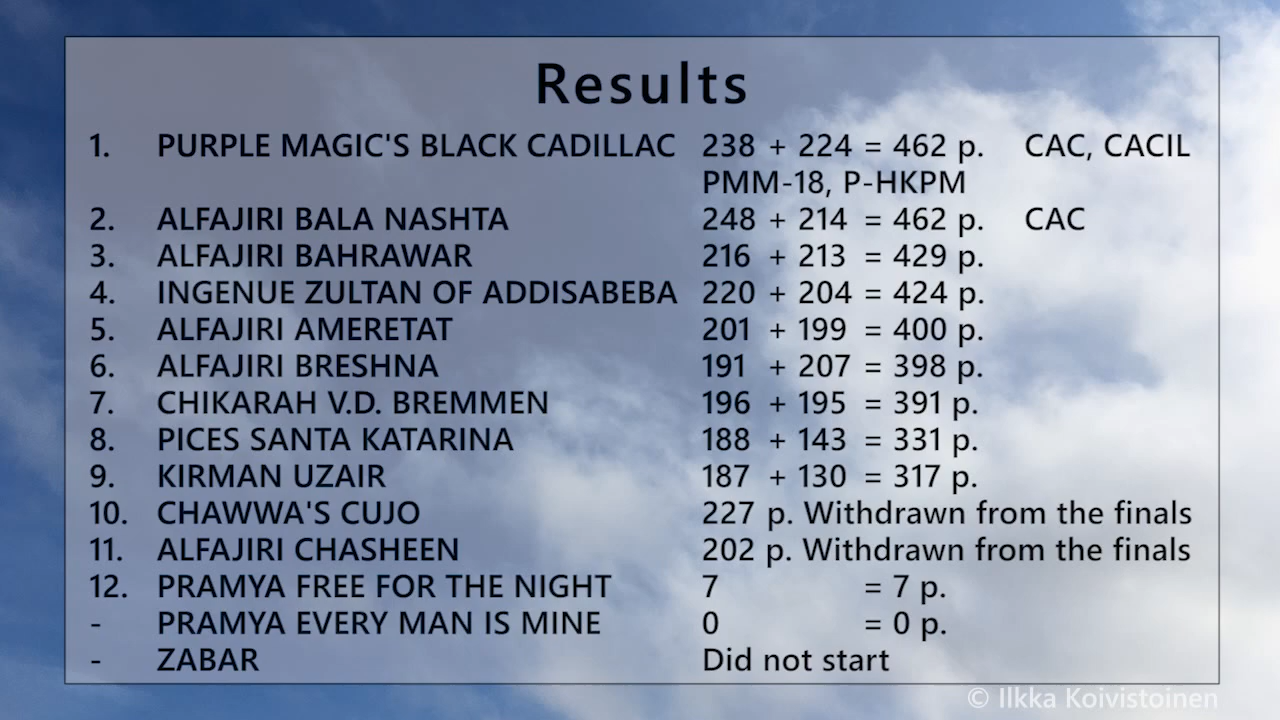 Results
1. PURPLE MAGIC'S BLACK CADILLAC 238 + 224 = 462 p. CAC, CACIL
PMM-18, P-HKPM
2. ALFAJIRI BALA NASHTA 248 + 214 = 462 p. CAC
3. ALFAJIRI BAHRAWAR 216 + 213 = 429 p.
4. INGENUE ZULTAN OF ADDISABEBA 220 + 204 = 424 p.
5. ALFAJIRI AMERETAT 201 + 199 = 400 p.
6. ALFAJIRI BRESHNA 191 + 207 = 398 p.
7. CHIKARAH V.D. BREMMEN 196 + 195 = 391 p.
8. PICES SANTA KATARINA 188 + 143 = 331 p.
9. KIRMAN UZAIR 187 + 130 = 317 p.
10. CHAWWA'S CUJO 227 p. Withdrawn from the finals
11. ALFAJIRI CHASHEEN 202 p. Withdrawn from the finals
12. PRAMYA FREE FOR THE NIGHT 7 = 7 p.
- PRAMYA EVERY MAN IS MINE 0 = 0 p.
- ZABAR Did not start
© Ilkka Koivistoinen